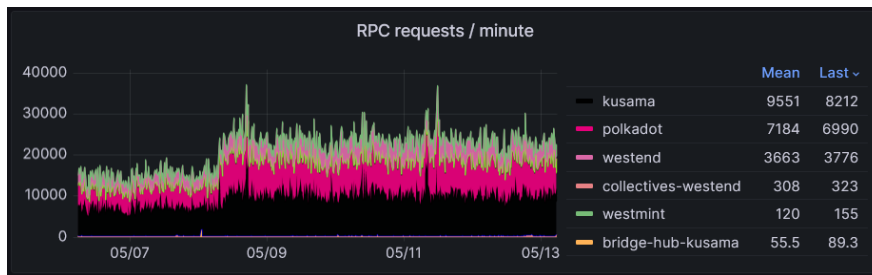 RPC requests / minute
40000
30000
20000
10000
0
05/07 05/09 05/11 05/13
Mean Last
kusama 9551 8212
polkadot 7184 6990
westend 3663 3776
collectives-westend 308 323
westmint 120 155
bridge-hub-kusama 55.5 89.3